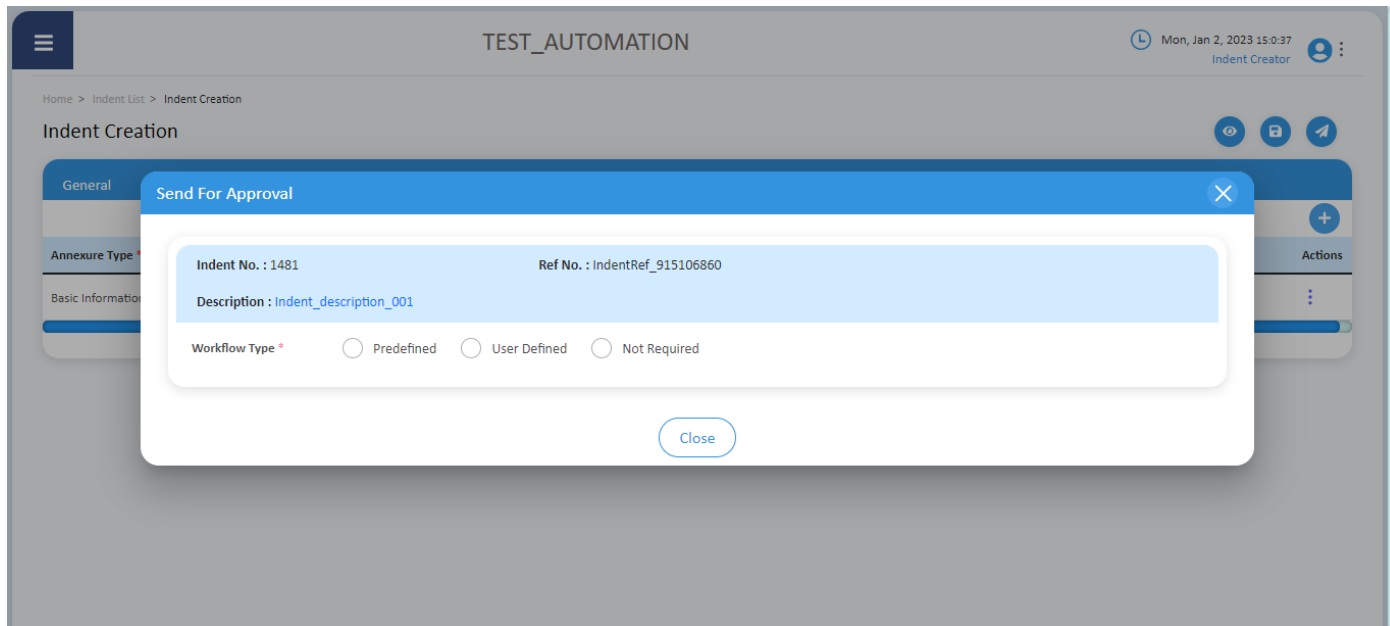 TEST_AUTOMATION
Mon, Jan 2, 2023 15:0:37
Indent Creator
Home > Indent List > Indent Creation
Indent Creation
General
Send For Approval
Annexure Type *
Actions
Indent No. : 1481 Ref No. : IndentRef_915106860
Basic Information
Description : Indent_description_001
Workflow Type * Predefined User Defined Not Required
Close